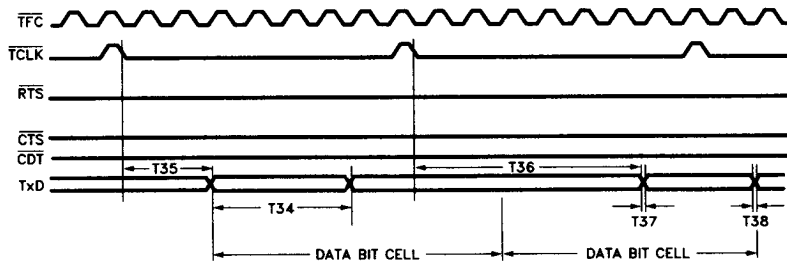 TFC
TCLK
RTS
CTS
CDT
T35
T36
TxD
T34
T37
T38
DATA BIT CELL
DATA BIT CELL